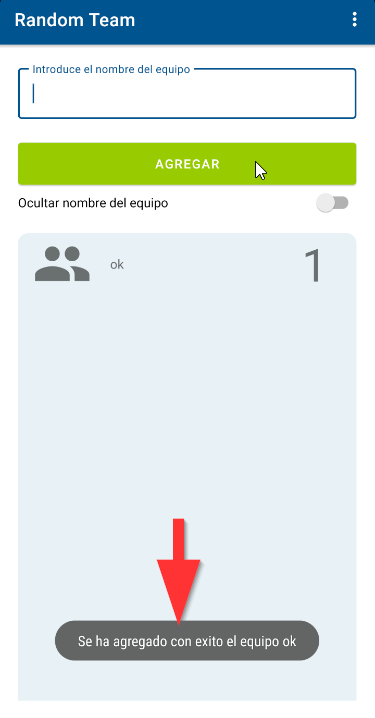 Random Team
Introduce el nombre del equipo
AGREGAR
Ocultar nombre del equipo
ok
1
Se ha agregado con exito el equipo ok